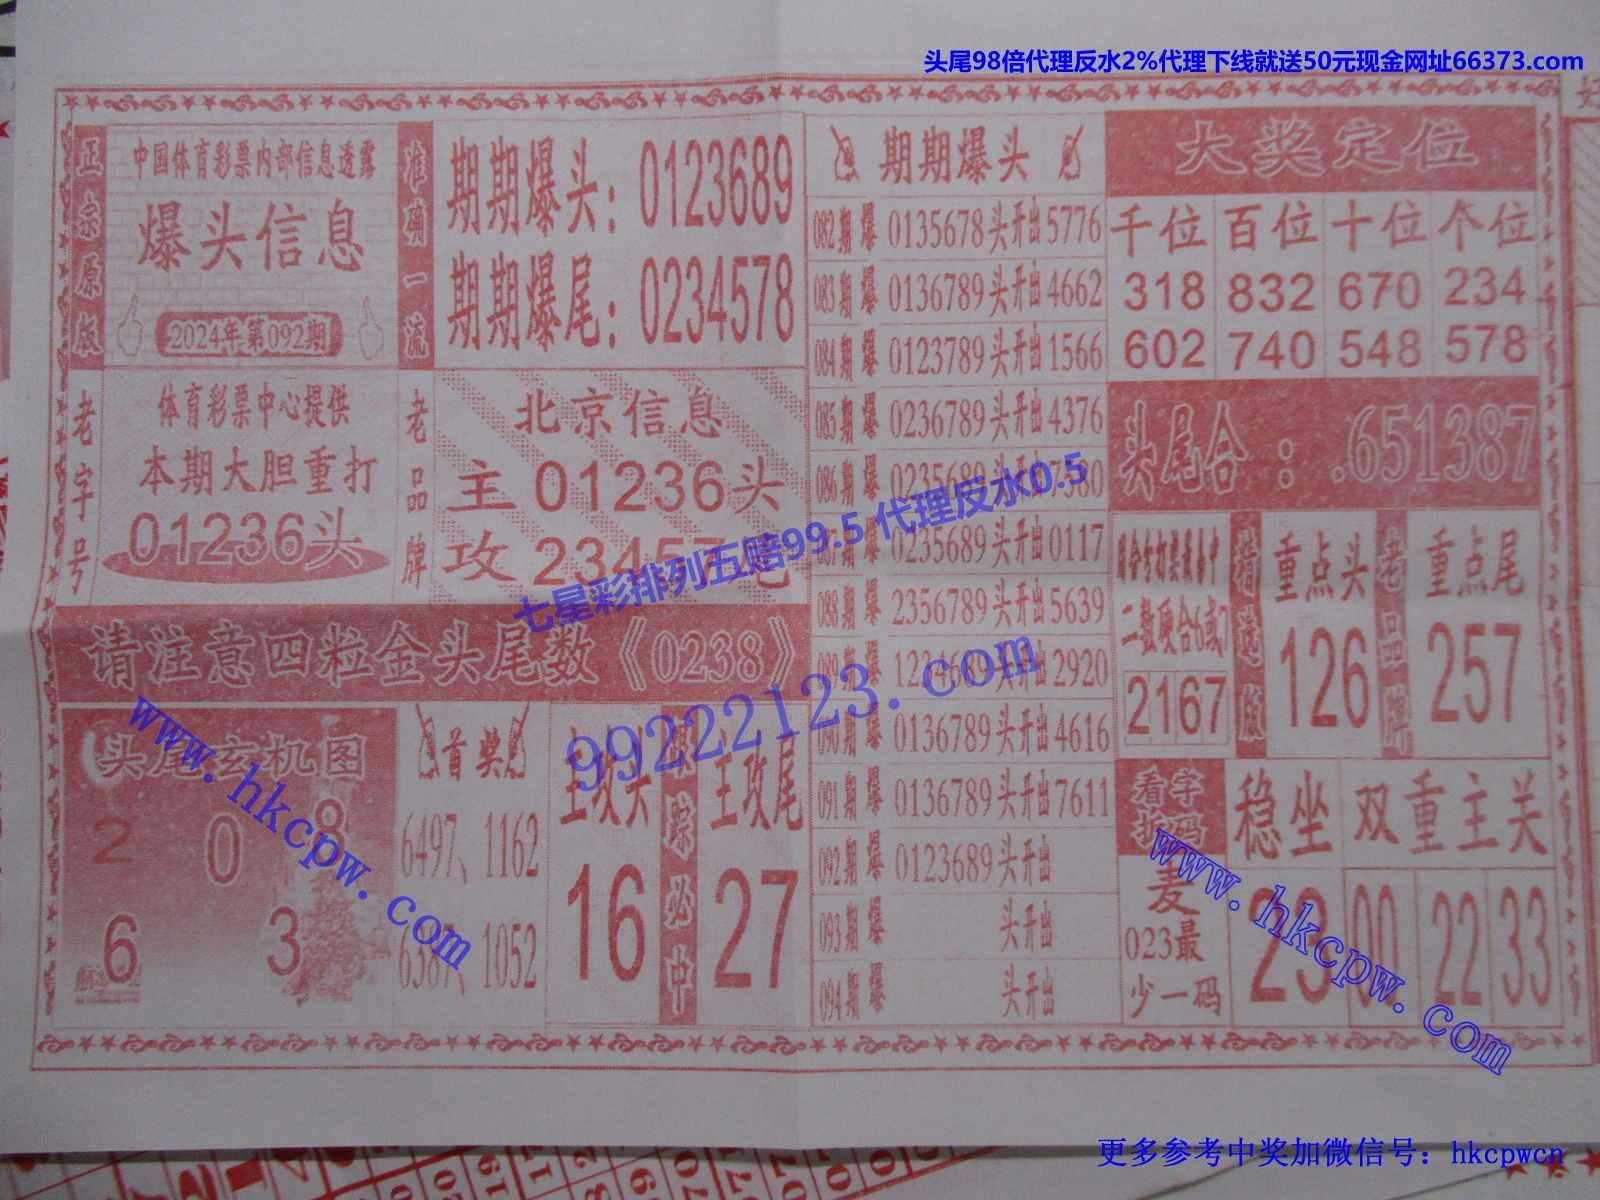 头尾98倍代理反水2%代理下线就送50元现金网址66373.com
正宗原版
中国体育彩票内部信息透露
爆头信息
2024年第092期
准确一流
期期爆头：0123689
期期爆尾：0234578
老字号
体育彩票中心提供
本期大胆重打
01236头
老品牌
北京信息
主 01236头
攻 23457尾
请注意四粒金头尾数《0238》
头尾玄机图
2 0 8
6 3
首奖
6497、1162
6387、1052
主攻头
16
综必中
主攻尾
27
期期爆头
082期 爆 0135678头开出5776
083期 爆 0136789头开出4662
084期 爆 0123789头开出1566
085期 爆 0236789头开出4376
086期 爆 0235689头开出7380
爆 0235689头开出0117
088期 爆 2356789头开出5639
089期 爆 1234689头开出2920
090期 爆 0136789头开出4616
091期 爆 0136789头开出7611
092期 爆 0123689头开出
093期 爆 头开出
094期 爆 头开出
大奖定位
千位 百位 十位 个位
318 832 670 234
602 740 548 578
头尾合：.651387
二数硬合6或7
2167
精选版
重点头
126
老品牌
重点尾
257
看字
拆码
麦
023最
少一码
稳坐
23
双重主关
00 22 33
七星彩排列五赔99.5 代理反水0.5
99222123.com
www.hkcpw.com
www.hkcpw.com
更多参考中奖加微信号：hkcpwcn